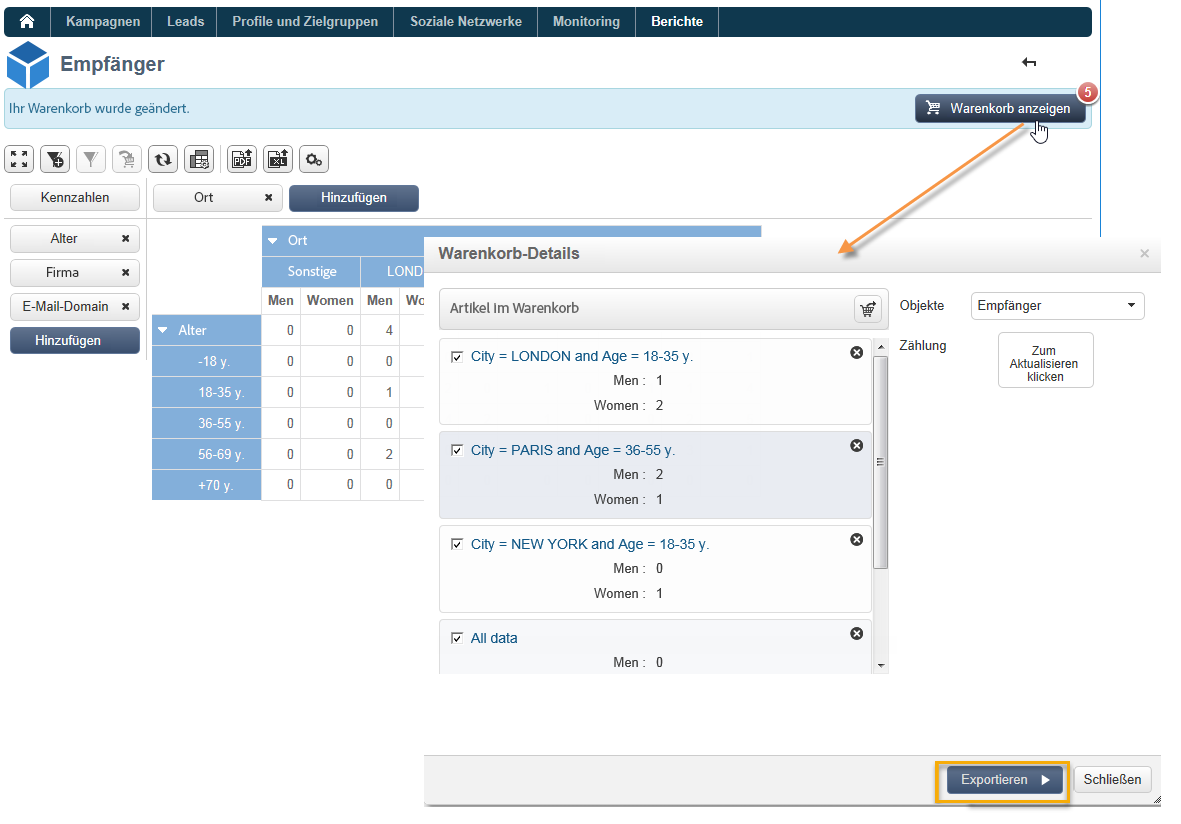 Kampagnen Leads Profile und Zielgruppen Soziale Netzwerke Monitoring Berichte
Empfänger
Ihr Warenkorb wurde geändert.
Warenkorb anzeigen 5
PDF XL
Kennzahlen Ort Hinzufügen
Alter
Firma
E-Mail-Domain
Hinzufügen
Ort
Sonstige LOND
Men Women Men Wo
Alter 0 0 4
-18 y. 0 0 0
18-35 y. 0 0 1
36-55 y. 0 0 0
56-69 y. 0 0 2
+70 y. 0 0 0
Warenkorb-Details
Artikel im Warenkorb
City = LONDON and Age = 18-35 y.
Men : 1
Women : 2
City = PARIS and Age = 36-55 y.
Men : 2
Women : 1
City = NEW YORK and Age = 18-35 y.
Men : 0
Women : 1
All data
Men : 0
Objekte Empfänger
Zählung
Zum
Aktualisieren
klicken
Exportieren Schließen